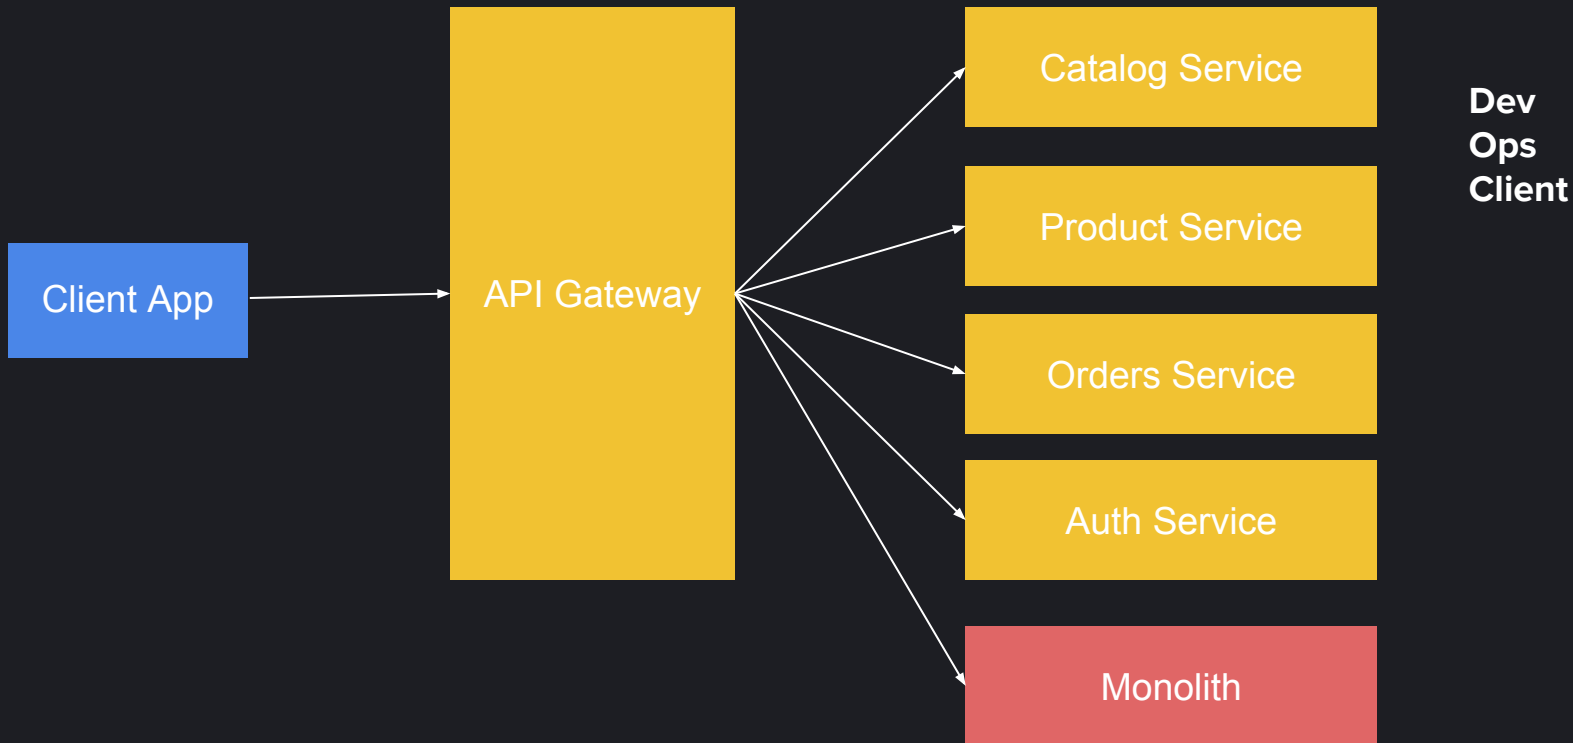 Client App
API Gateway
Catalog Service
Product Service
Orders Service
Auth Service
Monolith
Dev
Ops
Client